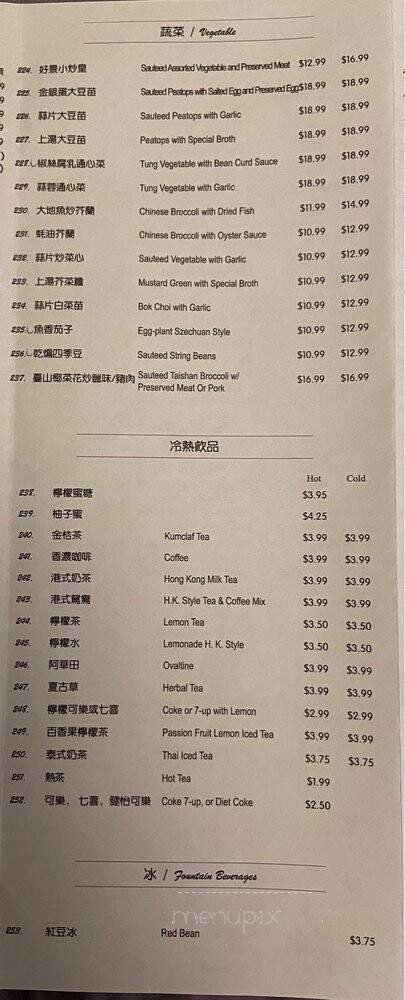 蔬菜 / Vegetable
224. 好景小炒皇 Sauteed Assorted Vegetable and Preserved Meat $12.99 $16.99
225. 金銀蛋大豆苗 Sauteed Peatops with Salted Egg and Preserved Egg $18.99 $18.99
226. 蒜片大豆苗 Sauteed Peatops with Garlic $18.99 $18.99
227. 上湯大豆苗 Peatops with Special Broth $18.99 $18.99
228. 椒絲腐乳通心菜 Tung Vegetable with Bean Curd Sauce $18.99 $18.99
229. 蒜蓉通心菜 Tung Vegetable with Garlic $18.99 $18.99
230. 大地魚炒芥蘭 Chinese Broccoli with Dried Fish $11.99 $14.99
231. 蚝油芥蘭 Chinese Broccoli with Oyster Sauce $10.99 $12.99
232. 蒜片炒菜心 Sauteed Vegetable with Garlic $10.99 $12.99
233. 上湯芥菜膽 Mustard Green with Special Broth $10.99 $12.99
234. 蒜片白菜苗 Bok Choi with Garlic $10.99 $12.99
235. 魚香茄子 Egg-plant Szechuan Style $10.99 $12.99
236. 乾煸四季豆 Sauteed String Beans $10.99 $12.99
237. 臺山椰菜花炒臘味/豬肉 Sauteed Taishan Broccoli w/ $16.99 $16.99
Preserved Meat Or Pork
冷熱飲品
Hot Cold
238. 檸檬蜜糖 $3.95
239. 柚子蜜 $4.25
240. 金桔茶 Kumclaf Tea $3.99 $3.99
241. 香濃咖啡 Coffee $3.99 $3.99
242. 港式奶茶 Hong Kong Milk Tea $3.99 $3.99
243. 港式鴛鴦 H.K. Style Tea & Coffee Mix $3.99 $3.99
244. 檸檬茶 Lemon Tea $3.50 $3.50
245. 檸檬水 Lemonade H. K. Style $3.50 $3.50
246. 阿華田 Ovaltine $3.99 $3.99
247. 夏古草 Herbal Tea $3.99 $3.99
248. 檸檬可樂或七喜 Coke or 7-up with Lemon $2.99 $2.99
249. 百香果檸檬茶 Passion Fruit Lemon Iced Tea $3.99 $3.99
250. 泰式奶茶 Thai Iced Tea $3.75 $3.75
251. 熱茶 Hot Tea $1.99
252. 可樂， 七喜， 健怡可樂 Coke 7-up, or Diet Coke $2.50
冰 / Fountain Beverages
menupix
253. 紅豆冰 Red Bean $3.75